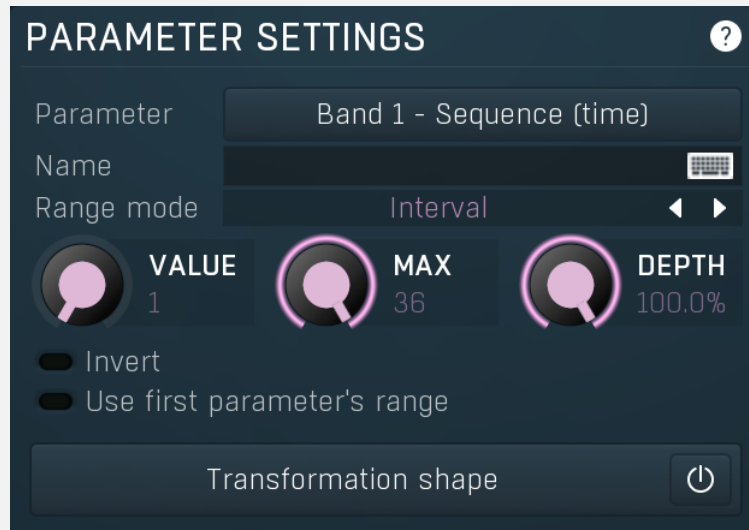 PARAMETER SETTINGS ?
Parameter Band 1 - Sequence (time)
Name
Range mode Interval
VALUE MAX DEPTH
1 36 100.0%
Invert
Use first parameter's range
Transformation shape